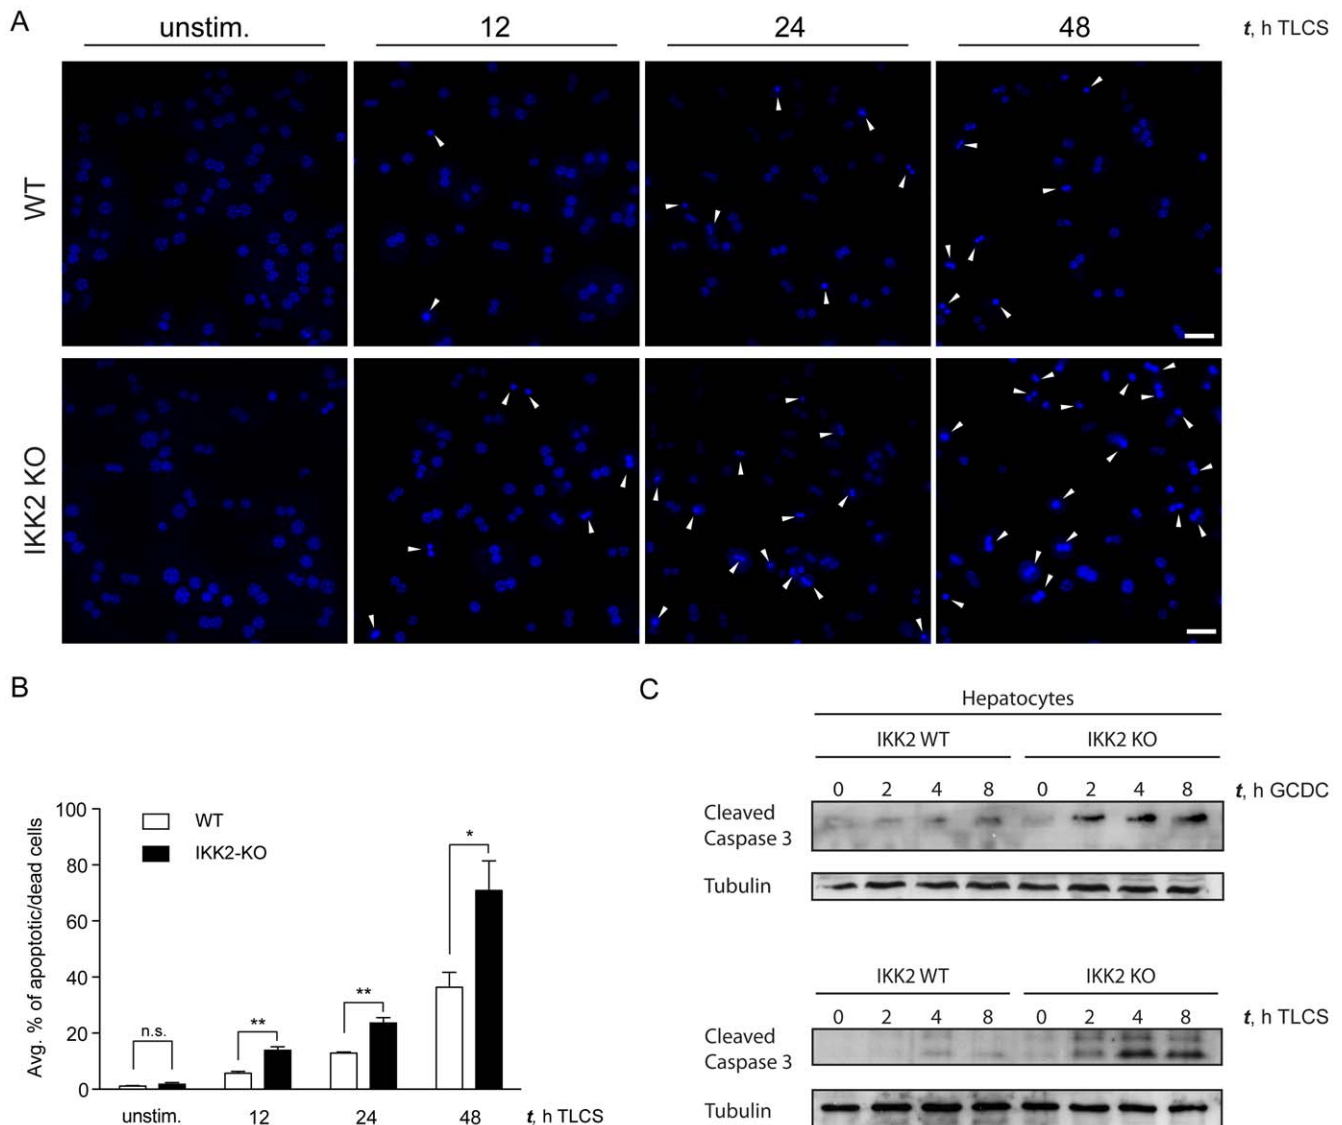 A
unstim. 12 24 48 t, h TLCS
WT
IKK2 KO
B
100
80
60
40
20
0
Avg. % of apoptotic/dead cells
WT
IKK2-KO
n.s. ** ** *
unstim. 12 24 48 t, h TLCS
C
Hepatocytes
IKK2 WT IKK2 KO
0 2 4 8 0 2 4 8 t, h GCDC
Cleaved
Caspase 3
Tubulin
IKK2 WT IKK2 KO
0 2 4 8 0 2 4 8 t, h TLCS
Cleaved
Caspase 3
Tubulin